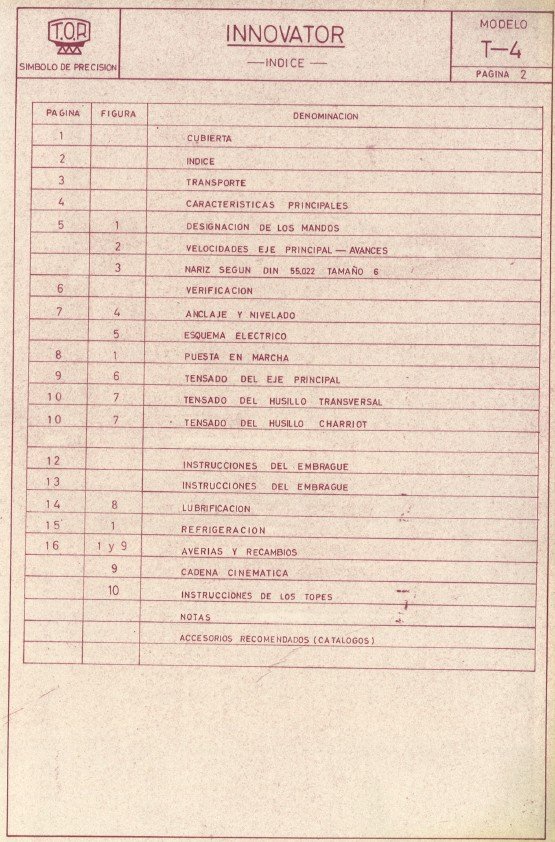 T.O.R
SIMBOLO DE PRECISION
INNOVATOR
—INDICE—
MODELO
T-4
PAGINA 2
PAGINA FIGURA DENOMINACION
1 CUBIERTA
2 INDICE
3 TRANSPORTE
4 CARACTERISTICAS PRINCIPALES
5 1 DESIGNACION DE LOS MANDOS
2 VELOCIDADES EJE PRINCIPAL — AVANCES
3 NARIZ SEGUN DIN 55.022 TAMAÑO 6
6 VERIFICACION
7 4 ANCLAJE Y NIVELADO
5 ESQUEMA ELECTRICO
8 1 PUESTA EN MARCHA
9 6 TENSADO DEL EJE PRINCIPAL
10 7 TENSADO DEL HUSILLO TRANSVERSAL
10 7 TENSADO DEL HUSILLO CHARRIOT
12 INSTRUCCIONES DEL EMBRAGUE
13 INSTRUCCIONES DEL EMBRAGUE
14 8 LUBRIFICACION
15 1 REFRIGERACION
16 1 y 9 AVERIAS Y RECAMBIOS
9 CADENA CINEMATICA
10 INSTRUCCIONES DE LOS TOPES
NOTAS
ACCESORIOS RECOMENDADOS (CATALOGOS)